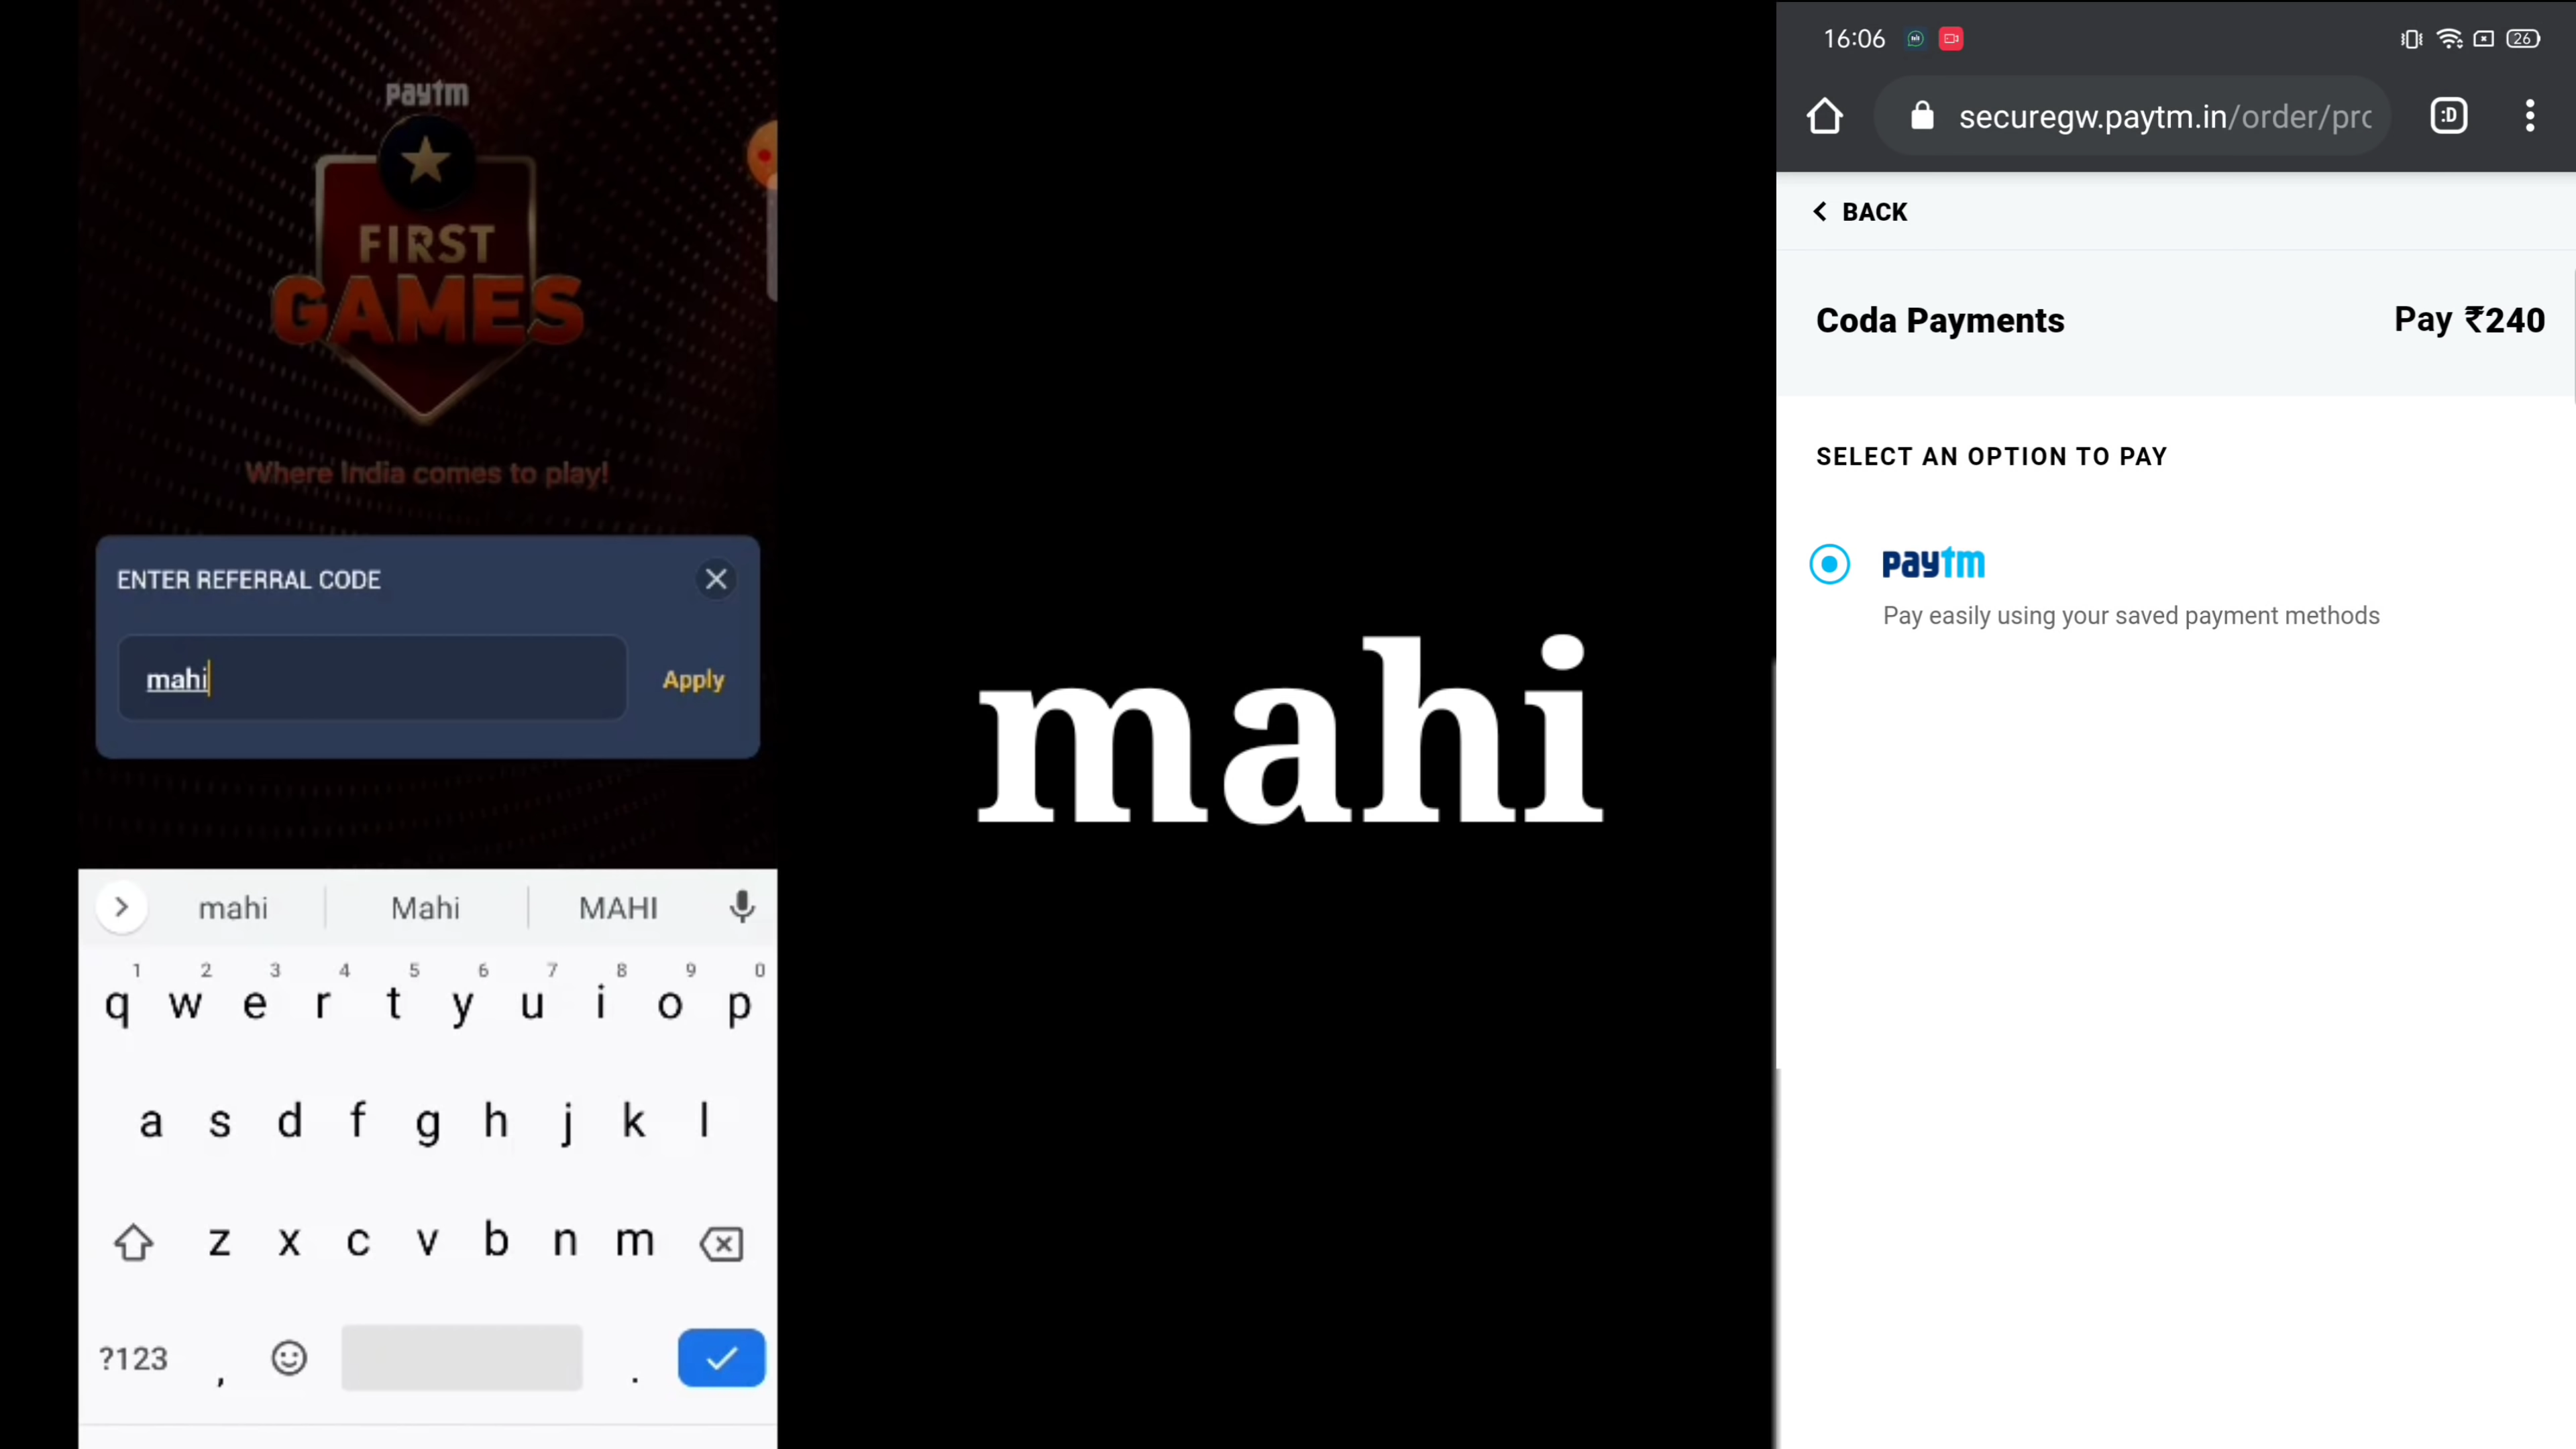 paytm
FIRST
GAMES
Where India comes to play!
ENTER REFERRAL CODE
mahi
Apply
mahi Mahi MAHI
1 2 3 4 5 6 7 8 9 0
q w e r t y u i o p
a s d f g h j k l
z x c v b n m
?123 , .
mahi
16:06
26
securegw.paytm.in/order/prc
:D
BACK
Coda Payments
Pay ₹240
SELECT AN OPTION TO PAY
paytm
Pay easily using your saved payment methods